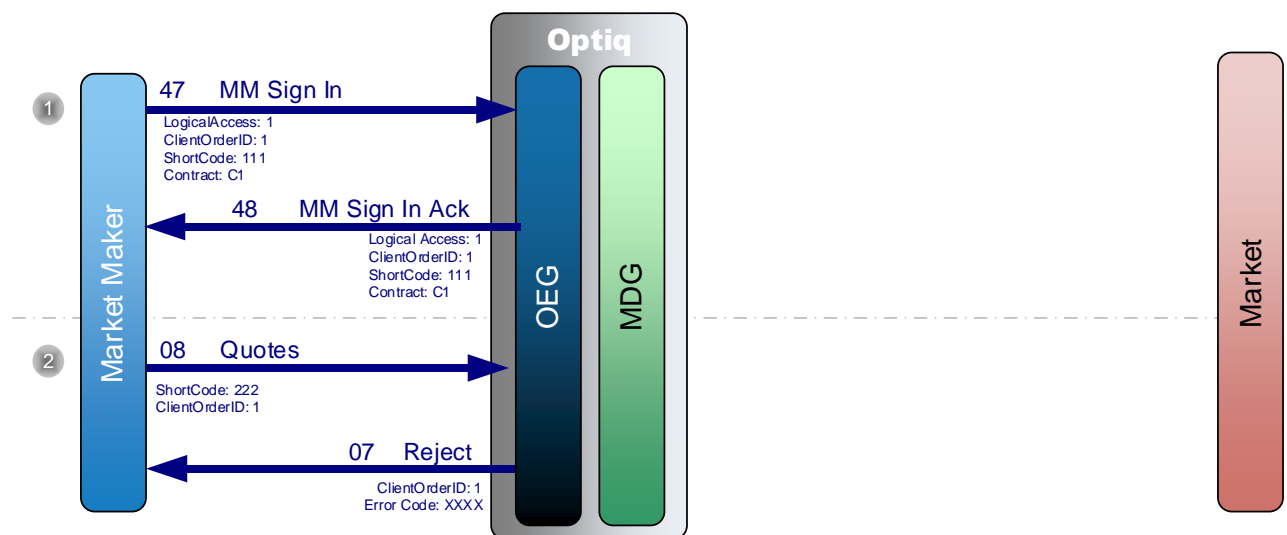 Optiq
1
47 MM Sign In
LogicalAccess: 1
ClientOrderID: 1
ShortCode: 111
Contract: C1
48 MM Sign In Ack
Logical Access: 1
ClientOrderID: 1
ShortCode: 111
Contract: C1
Market Maker
OEG
MDG
Market
2
08 Quotes
ShortCode: 222
ClientOrderID: 1
07 Reject
ClientOrderID: 1
Error Code: XXXX